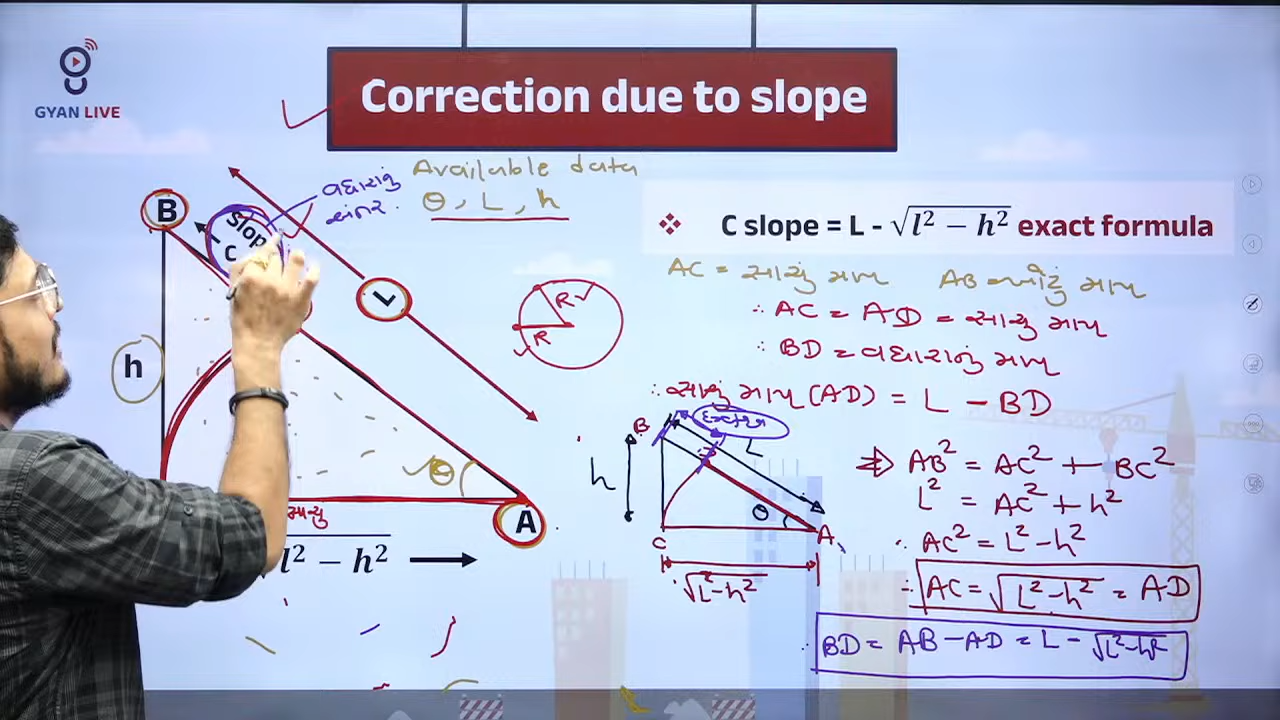 GYAN LIVE
Correction due to slope
Available data
θ, L, h
વધારાનું
અંતર.
B
Slop
C
L
h
θ
A
R
R
C slope = L - √l² − h² exact formula
AC = સાચું માપ
AB = ખોટું માપ
∴ AC = AD = સાચું માપ
∴ BD = વધારાનું માપ
∴ સાચું માપ (AD) = L - BD
B
Extra
L
h
θ
C
A
√L²-h²
⇒ AB² = AC² + BC²
L² = AC² + h²
∴ AC² = L²-h²
∴ AC = √L²-h² = AD
∴ BD = AB - AD = L - √L²-h²
l² − h²